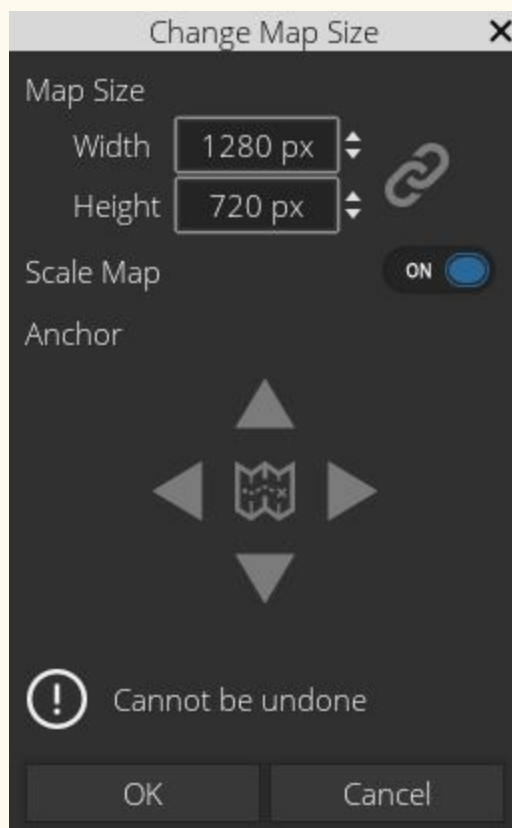 Change Map Size
Map Size
Width 1280 px
Height 720 px
Scale Map ON
Anchor
Cannot be undone
OK Cancel